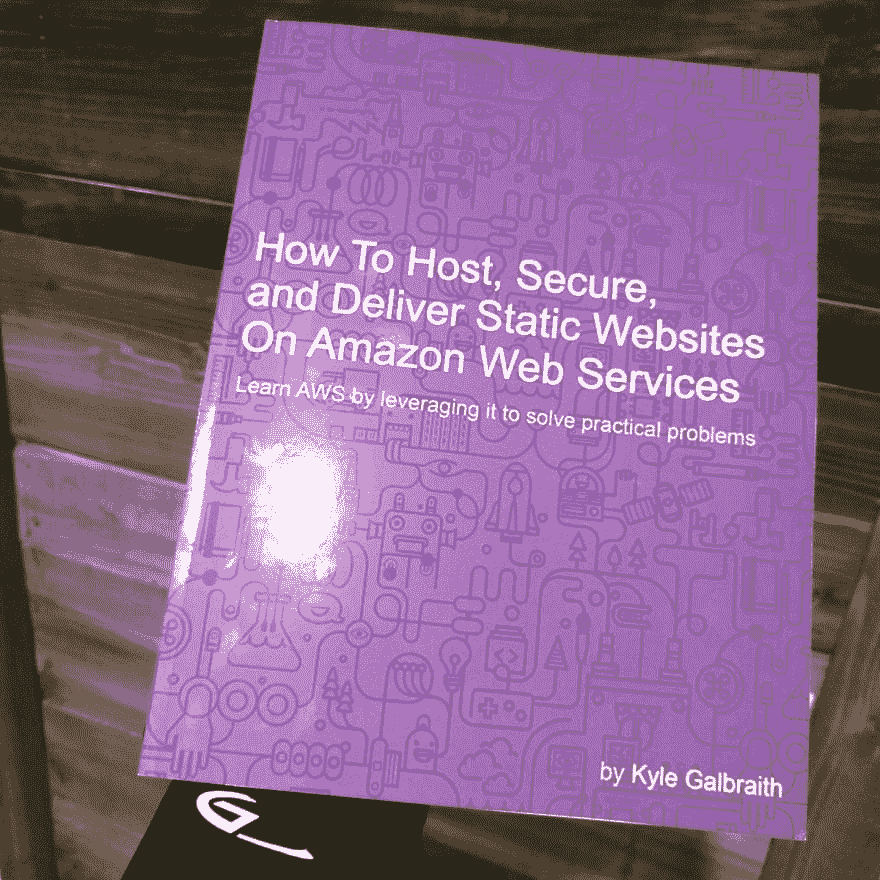 How To Host, Secure,
and Deliver Static Websites
On Amazon Web Services
Learn AWS by leveraging it to solve practical problems
by Kyle Galbraith
G